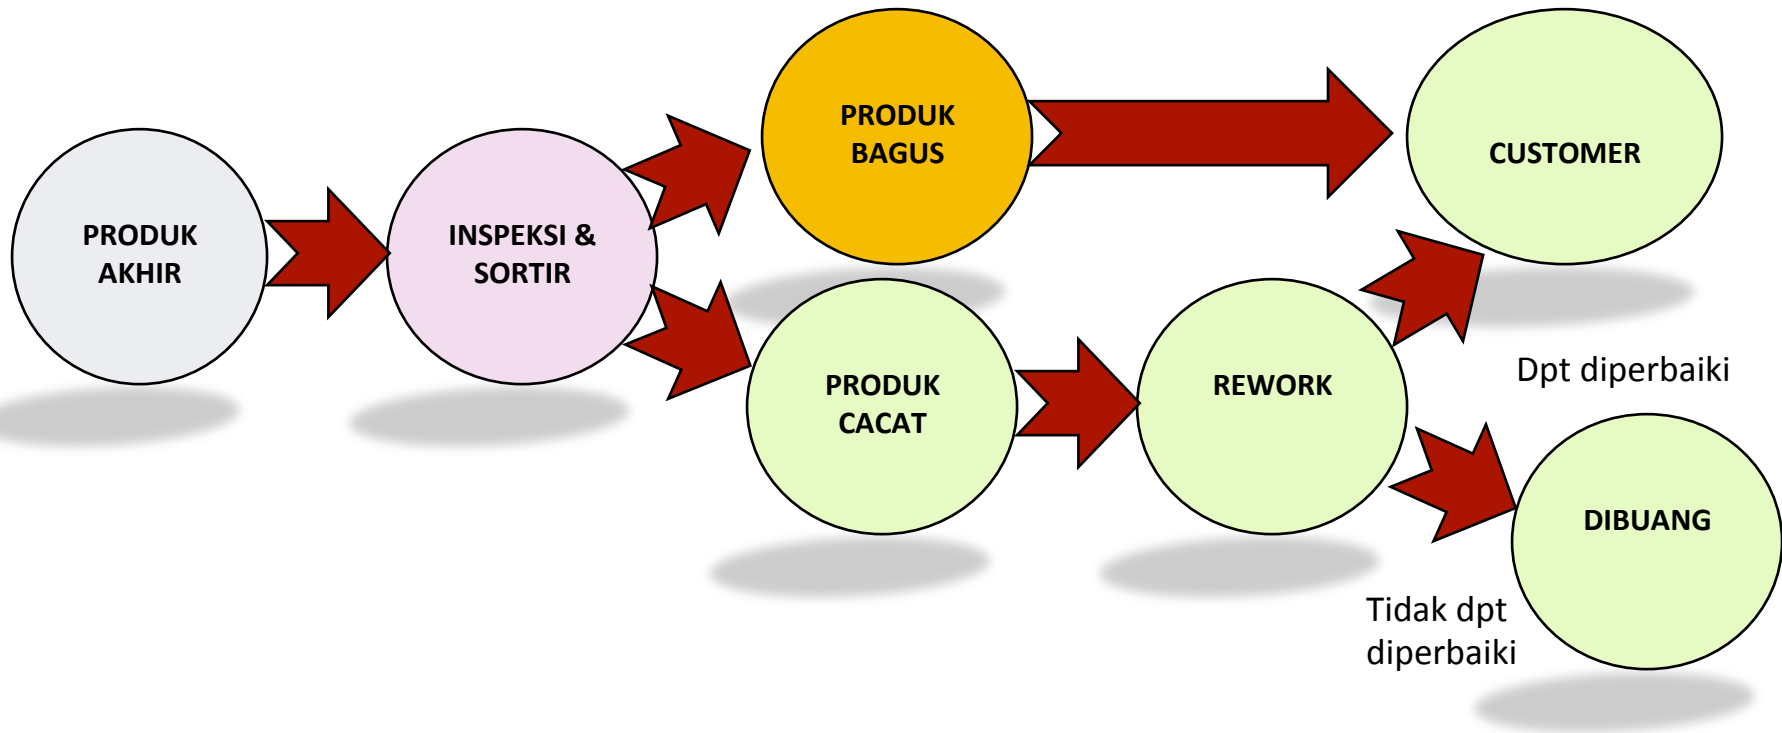 PRODUK
AKHIR
INSPEKSI &
SORTIR
PRODUK
BAGUS
CUSTOMER
PRODUK
CACAT
REWORK
Dpt diperbaiki
DIBUANG
Tidak dpt
diperbaiki